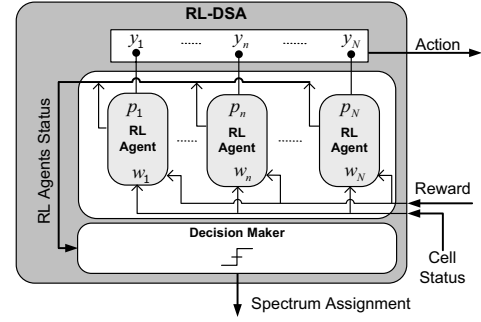 RL-DSA
y1 ........ yn ........ yN
Action
p1 pn pN
RL Agent RL Agent RL Agent
........ ........
w1 wn wN
RL Agents Status
Reward
Cell Status
Decision Maker
Spectrum Assignment